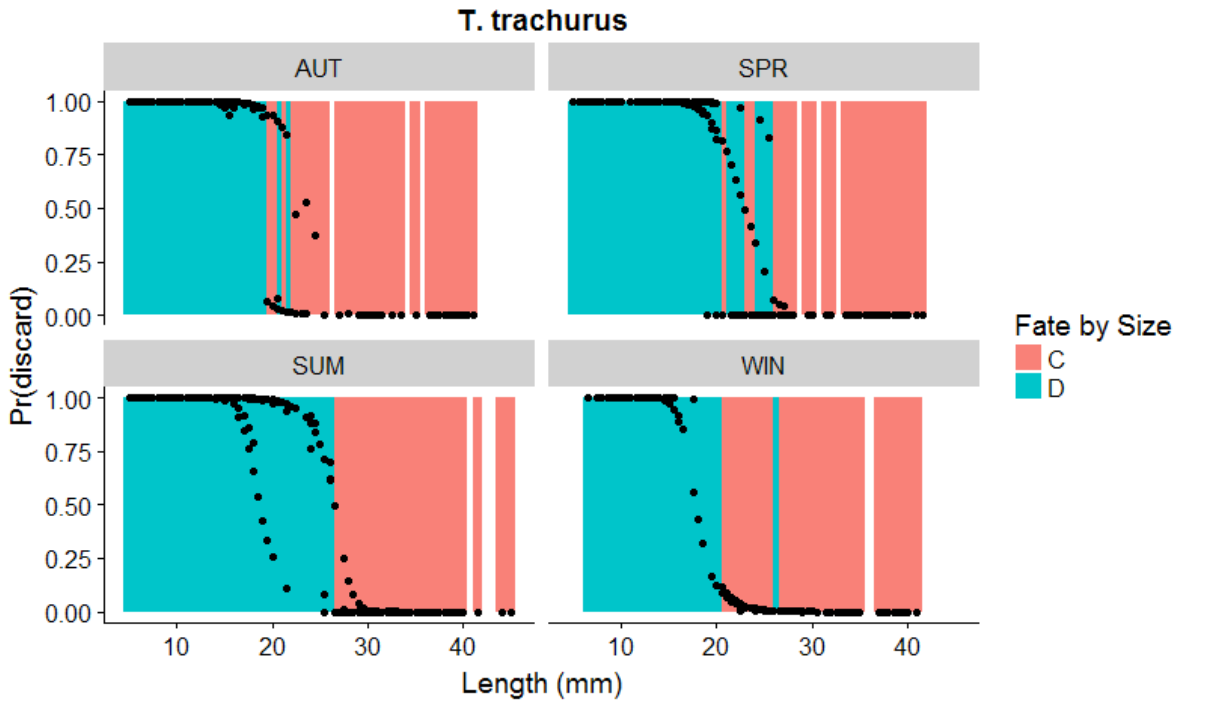 T. trachurus
AUT
SPR
1.00
0.75
0.50
0.25
0.00
SUM
WIN
1.00
0.75
0.50
0.25
0.00
10 20 30 40
10 20 30 40
Length (mm)
Pr(discard)
Fate by Size
C
D